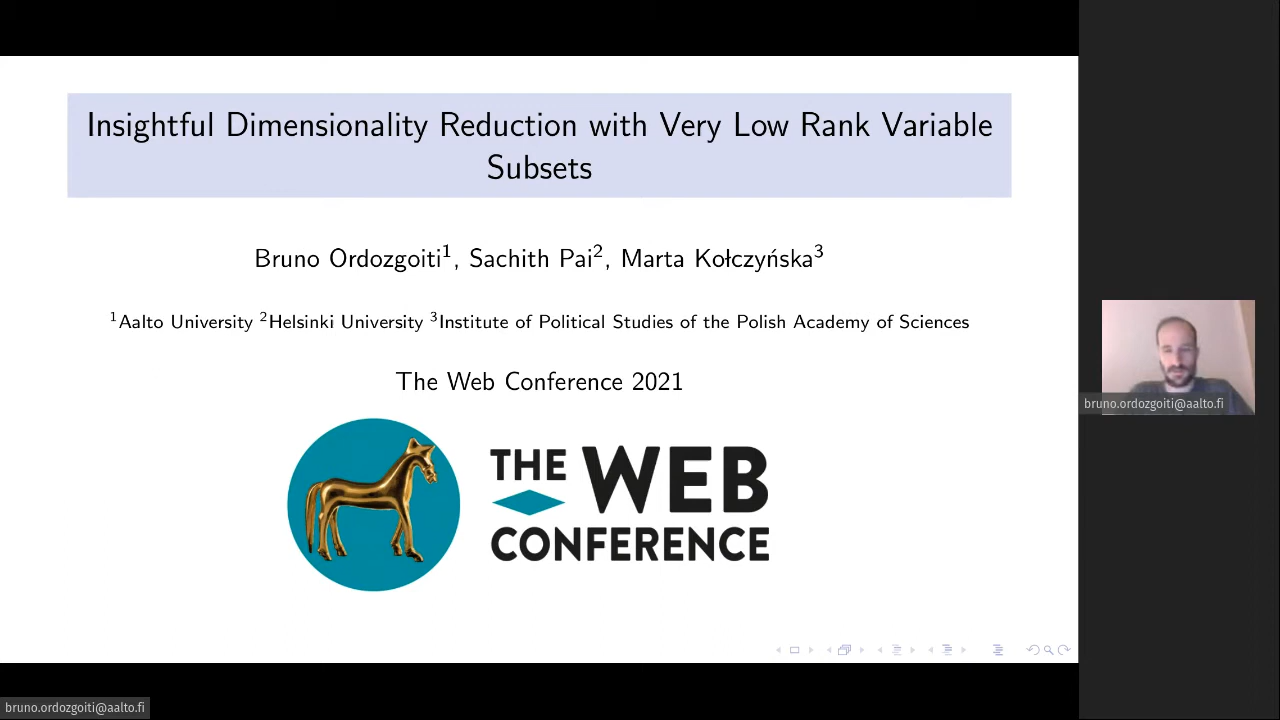 Insightful Dimensionality Reduction with Very Low Rank Variable
Subsets
Bruno Ordozgoiti¹, Sachith Pai², Marta Kołczyńska³
¹Aalto University ²Helsinki University ³Institute of Political Studies of the Polish Academy of Sciences
The Web Conference 2021
THE WEB
CONFERENCE
bruno.ordozgoiti@aalto.fi
bruno.ordozgoiti@aalto.fi